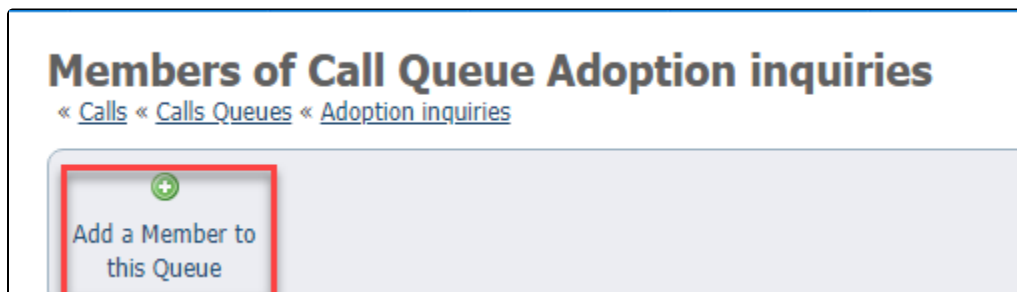 Members of Call Queue Adoption inquiries
« Calls « Calls Queues « Adoption inquiries
Add a Member to
this Queue